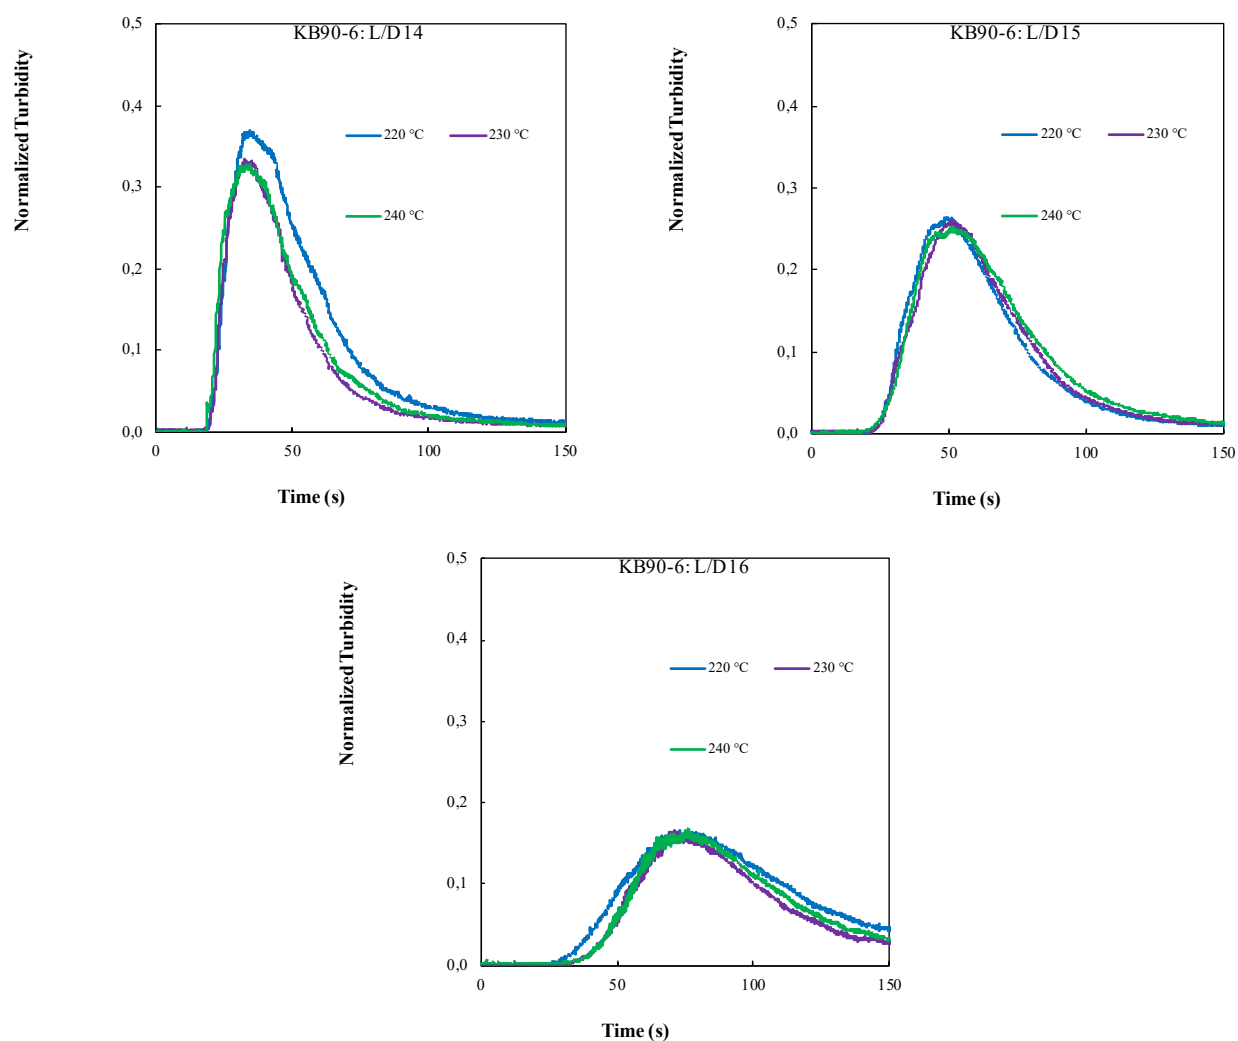 KB90-6: L/D14
Normalized Turbidity
0,5
0,4
0,3
0,2
0,1
0,0
220 °C
230 °C
240 °C
0
50
100
150
Time (s)
KB90-6: L/D15
Normalized Turbidity
0,5
0,4
0,3
0,2
0,1
0,0
220 °C
230 °C
240 °C
0
50
100
150
Time (s)
KB90-6: L/D16
Normalized Turbidity
0,5
0,4
0,3
0,2
0,1
0,0
220 °C
230 °C
240 °C
0
50
100
150
Time (s)